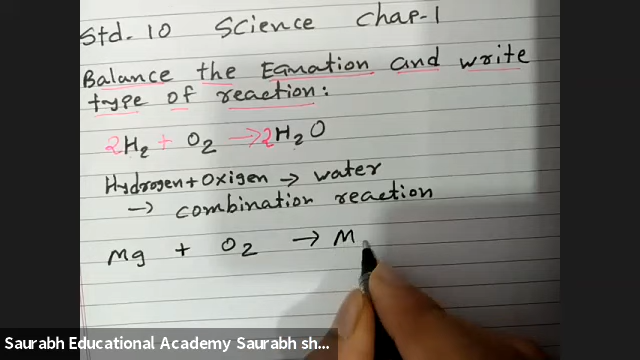 Std. 10 Science Chap-1
Balance the Equation and write
type of reaction:
2H2 + O2 → 2H2O
Hydrogen + Oxigen → water
→ combination reaction
Mg + O2 → M
Saurabh Educational Academy Saurabh sh...